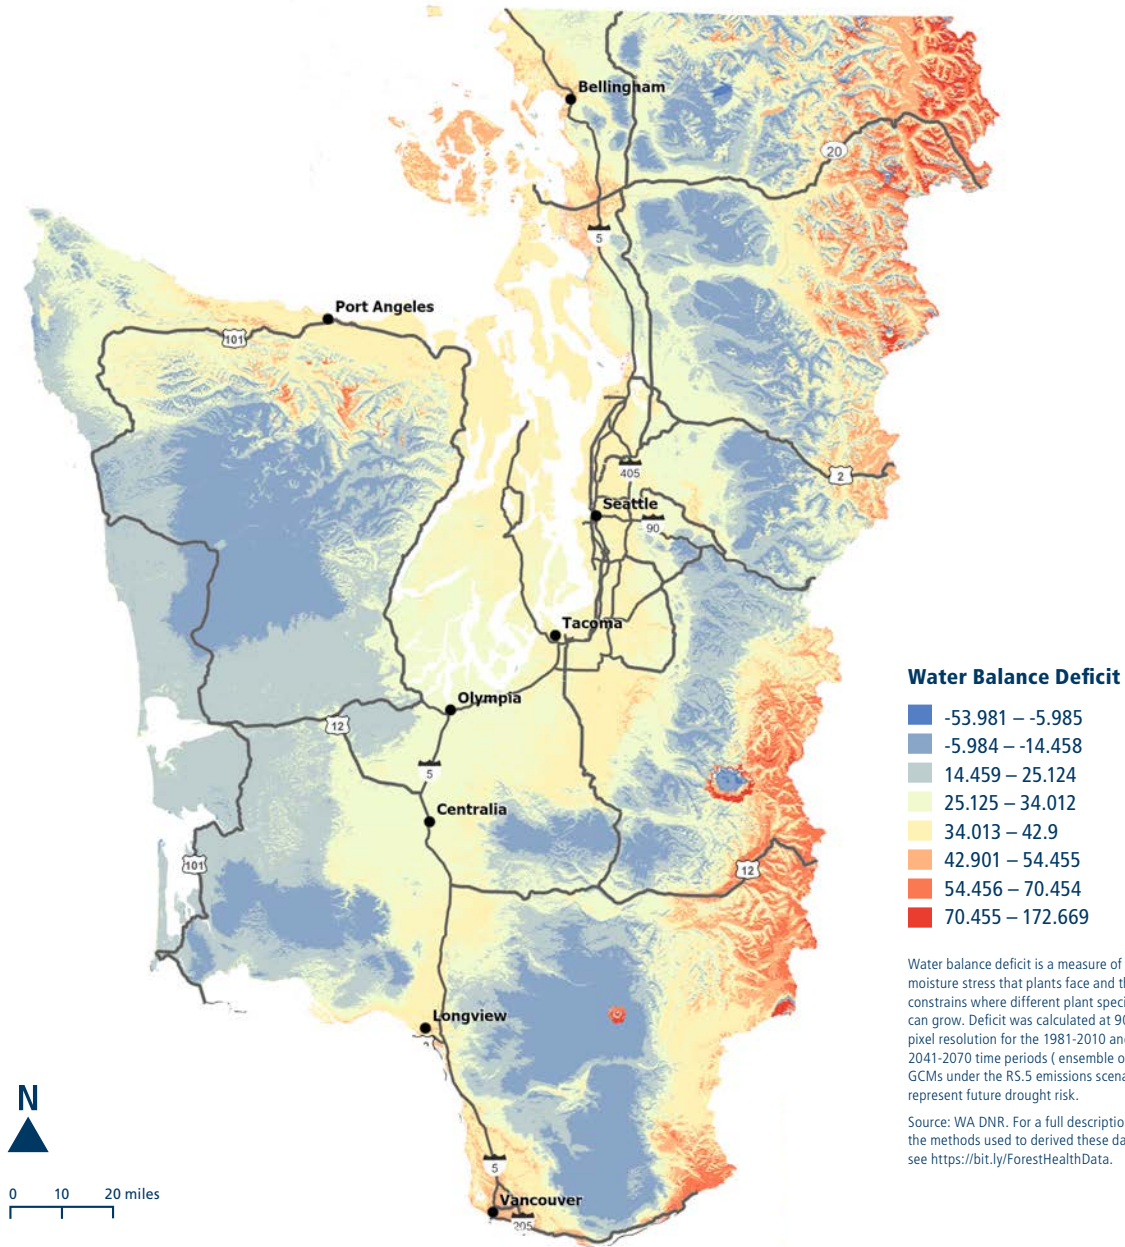 Bellingham
20
5
Port Angeles
101
405
2
Seattle
90
Tacoma
Olympia
12
5
Centralia
101
12
Longview
5
Vancouver
205
N
0 10 20 miles
Water Balance Deficit
-53.981 – -5.985
-5.984 – -14.458
14.459 – 25.124
25.125 – 34.012
34.013 – 42.9
42.901 – 54.455
54.456 – 70.454
70.455 – 172.669
Water balance deficit is a measure of
moisture stress that plants face and
constrains where different plant
can grow. Deficit was calculated at
pixel resolution for the 1981-2010
2041-2070 time periods ( ensemble
GCMs under the RS.5 emissions
represent future drought risk.
Source: WA DNR. For a full
the methods used to derived these
see https://bit.ly/ForestHealthData.